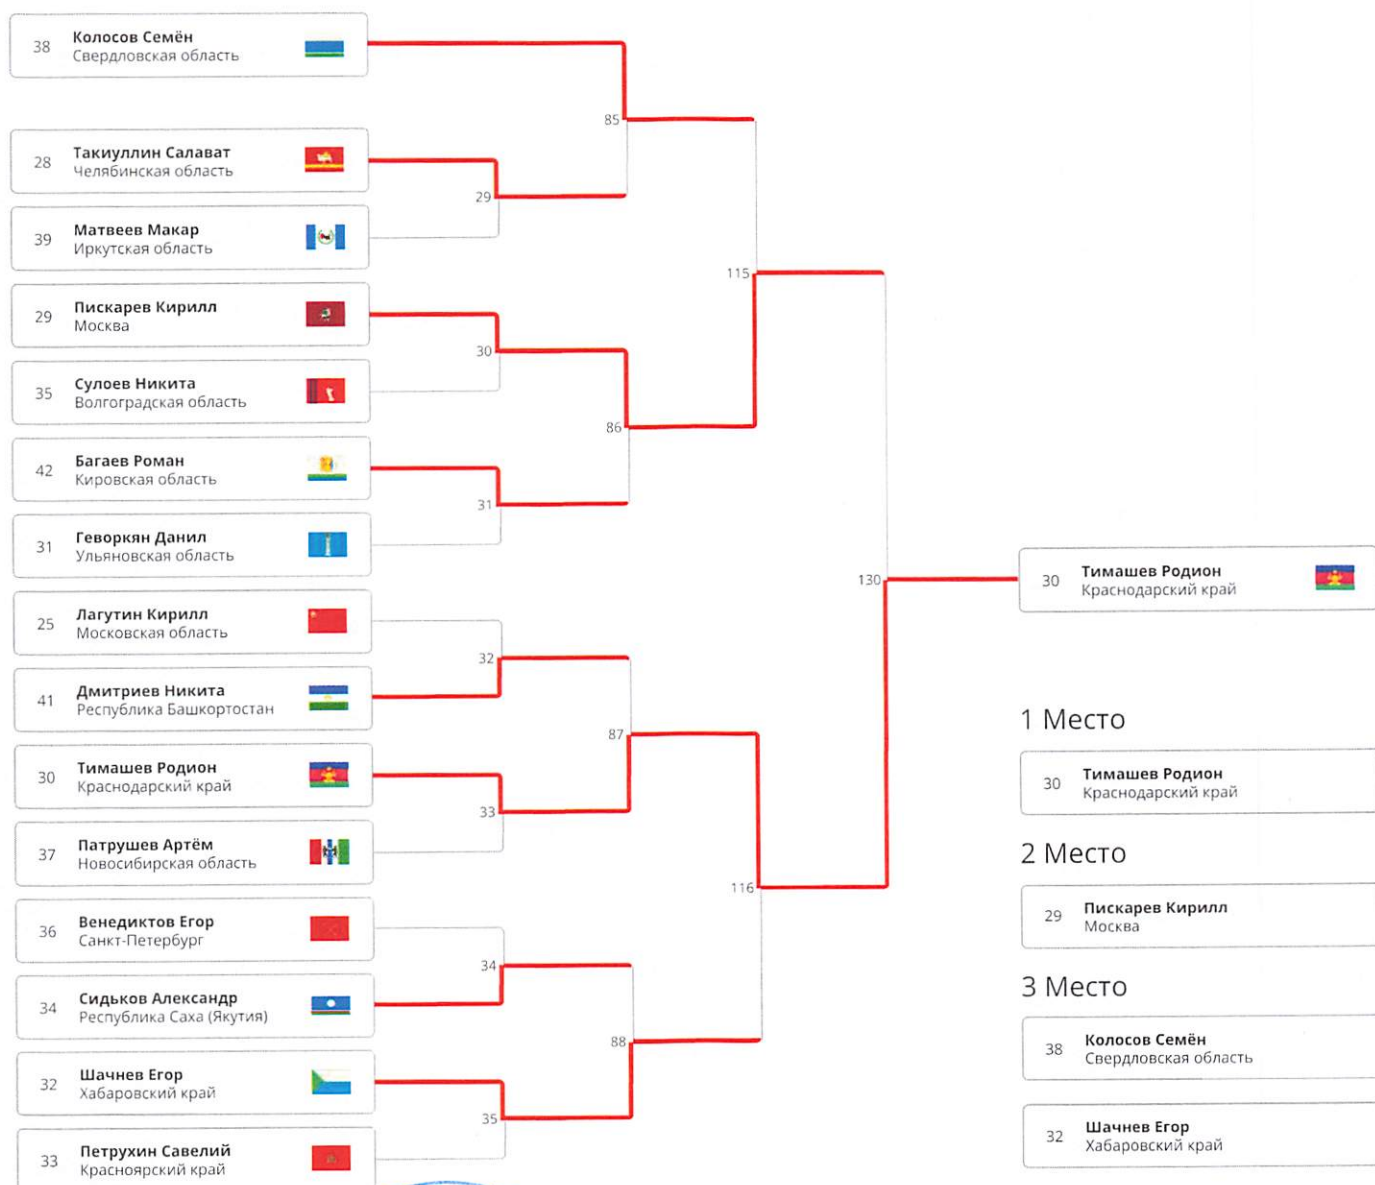 38
Колосов Семён
Свердловская область
28
Такиуллин Салават
Челябинская область
39
Матвеев Макар
Иркутская область
29
Пискарев Кирилл
Москва
35
Сулоев Никита
Волгоградская область
42
Багаев Роман
Кировская область
31
Геворкян Данил
Ульяновская область
25
Лагутин Кирилл
Московская область
41
Дмитриев Никита
Республика Башкортостан
30
Тимашев Родион
Краснодарский край
37
Патрушев Артём
Новосибирская область
36
Венедиктов Егор
Санкт-Петербург
34
Сидьков Александр
Республика Саха (Якутия)
32
Шачнев Егор
Хабаровский край
33
Петрухин Савелий
Красноярский край
29
30
31
32
33
34
35
85
86
87
88
115
116
130
30
Тимашев Родион
Краснодарский край
1 Место
30
Тимашев Родион
Краснодарский край
2 Место
29
Пискарев Кирилл
Москва
3 Место
38
Колосов Семён
Свердловская область
32
Шачнев Егор
Хабаровский край